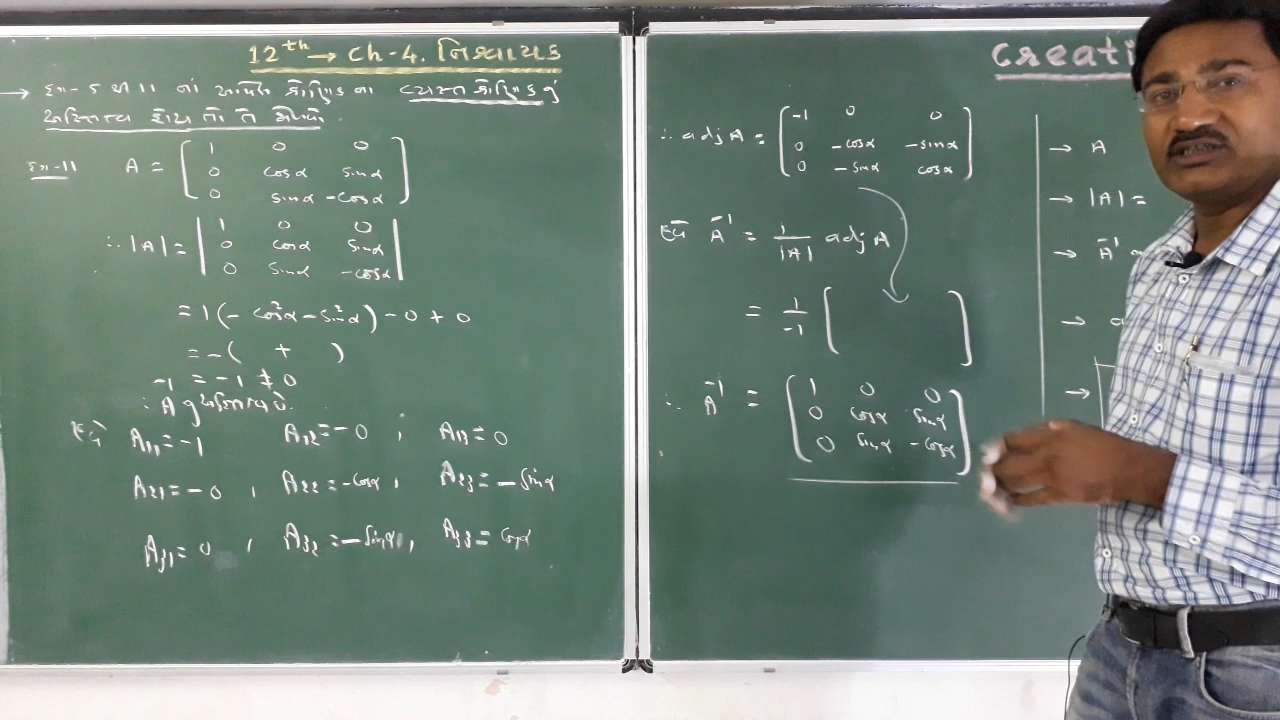 12th → Ch-4. નિશ્ચાયક
→ દા-5 થી 11 નાં આપેલ શ્રેણિકના વ્યસ્ત શ્રેણિકનું
અસ્તિત્વ હોય તો તે શોધો.
દા-11 A = [ 1 0 0
0 cosα sinα
0 sinα -cosα ]
∴ |A| = | 1 0 0
0 cosα sinα
0 sinα -cosα |
= 1(- cos²α - sin²α) - 0 + 0
= -( + )
-1 = -1 ≠ 0
∴ A⁻¹ નું અસ્તિત્વ છે.
હવે A₁₁ = -1 A₁₂ = -0 ; A₁₃ = 0
A₂₁ = -0 , A₂₂ = -cosα , A₂₃ = -sinα
A₃₁ = 0 , A₃₂ = -sinα , A₃₃ = cosα
Creati
∴ adj A = [ -1 0 0
0 -cosα -sinα
0 -sinα cosα ]
હવે A⁻¹ = 1/|A| adj A
= 1/-1 [ ]
∴ A⁻¹ = [ 1 0 0
0 cosα sinα
0 sinα -cosα ]
→ A
→ |A| =
→ A⁻¹
→ a
→